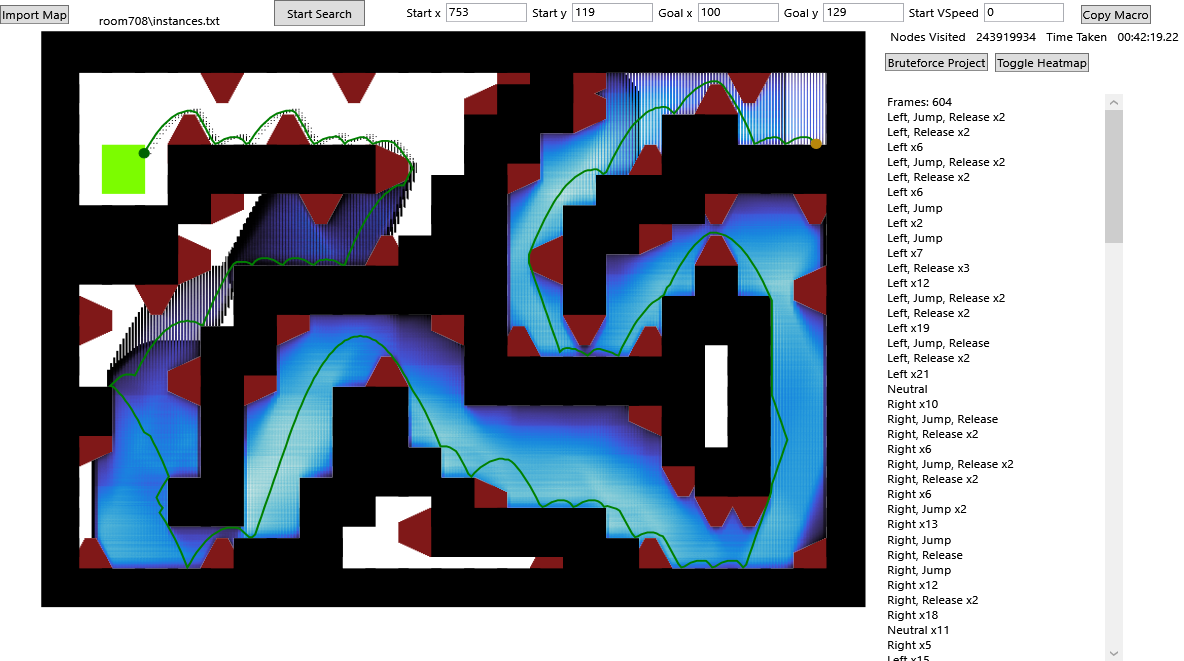 Import Map
room708\instances.txt
Start Search
Start x 753 Start y 119 Goal x 100 Goal y 129 Start VSpeed 0
Copy Macro
Nodes Visited 243919934 Time Taken 00:42:19.22
Bruteforce Project Toggle Heatmap
Frames: 604
Left, Jump, Release x2
Left, Release x2
Left x6
Left, Jump, Release x2
Left, Release x2
Left x6
Left, Jump
Left x2
Left, Jump
Left x7
Left, Release x3
Left x12
Left, Jump, Release x2
Left, Release x2
Left x19
Left, Jump, Release
Left, Release x2
Left x21
Neutral
Right x10
Right, Jump, Release
Right, Release x2
Right x6
Right, Jump, Release x2
Right, Release x2
Right x6
Right, Jump x2
Right x13
Right, Jump
Right, Release
Right, Jump
Right x12
Right, Release x2
Right x18
Neutral x11
Right x5
Left x15